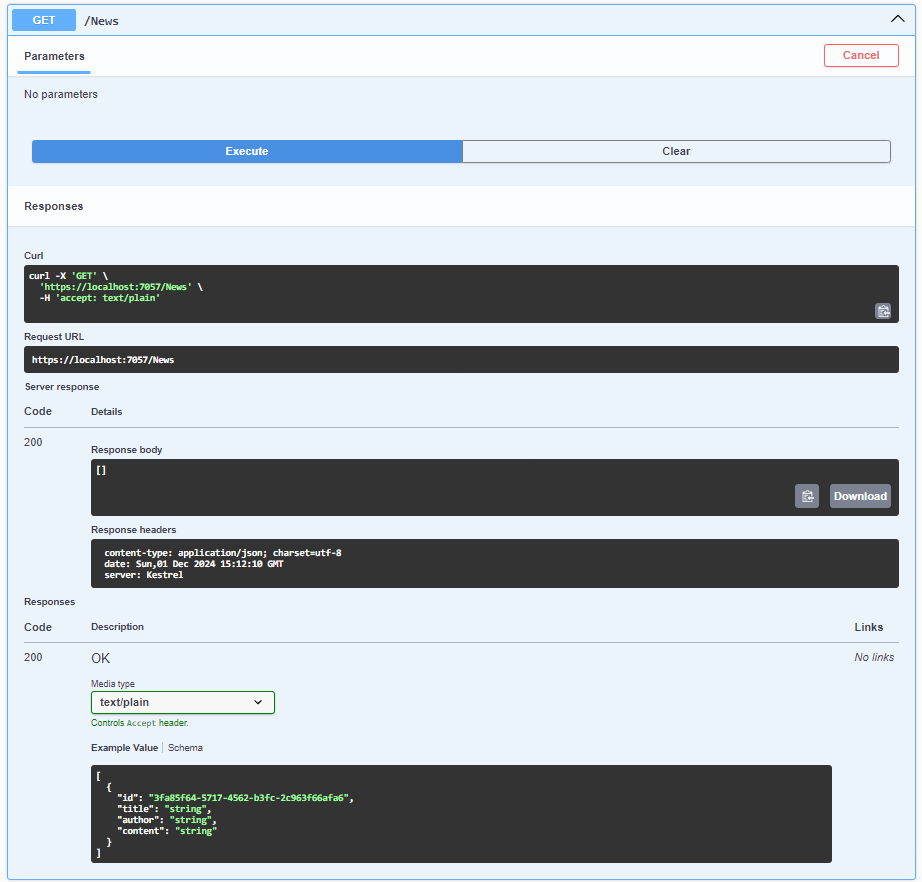 GET /News
Parameters Cancel
No parameters
Execute Clear
Responses
Curl
curl -X 'GET' \
  'https://localhost:7057/News' \
  -H 'accept: text/plain'
Request URL
https://localhost:7057/News
Server response
Code Details
200
Response body
[]
Download
Response headers
content-type: application/json; charset=utf-8
date: Sun,01 Dec 2024 15:12:10 GMT
server: Kestrel
Responses
Code Description Links
200 OK No links
Media type
text/plain
Controls Accept header.
Example Value Schema
[
  {
    "id": "3fa85f64-5717-4562-b3fc-2c963f66afa6",
    "title": "string",
    "author": "string",
    "content": "string"
  }
]